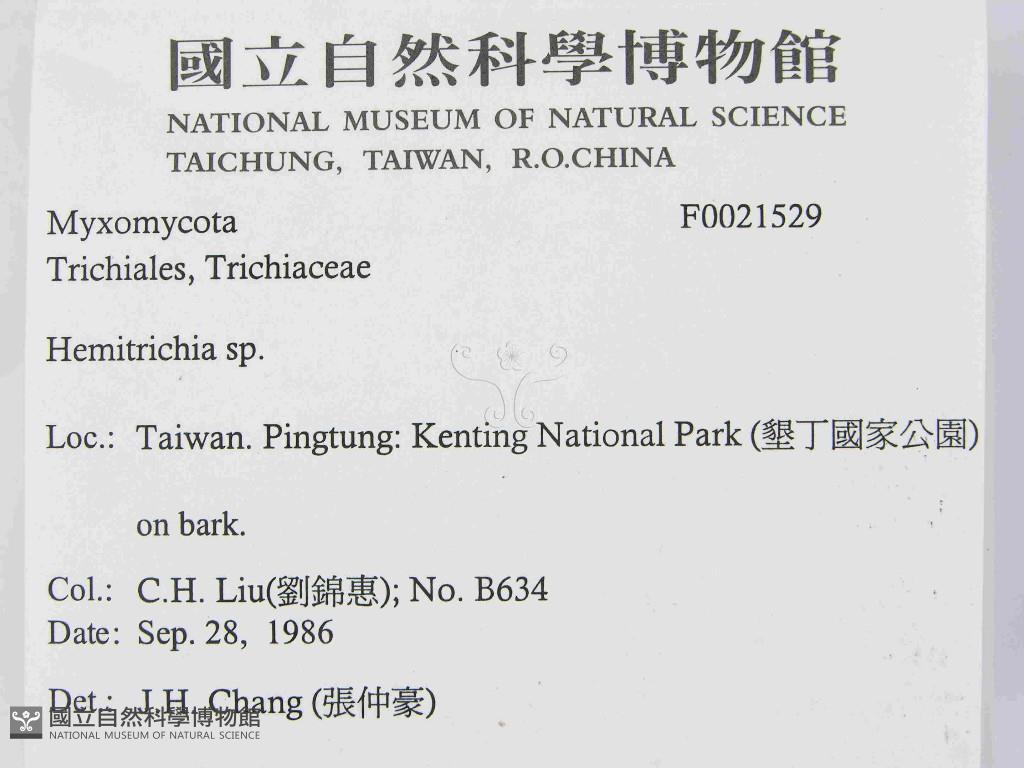 國立自然科學博物館
NATIONAL MUSEUM OF NATURAL SCIENCE
TAICHUNG, TAIWAN, R.O.CHINA
Myxomycota F0021529
Trichiales, Trichiaceae
Hemitrichia sp.
Loc.: Taiwan. Pingtung: Kenting National Park (墾丁國家公園)
on bark.
Col.: C.H. Liu(劉錦惠); No. B634
Date: Sep. 28, 1986
Det.: J.H. Chang (張仲豪)
國立自然科學博物館
NATIONAL MUSEUM OF NATURAL SCIENCE